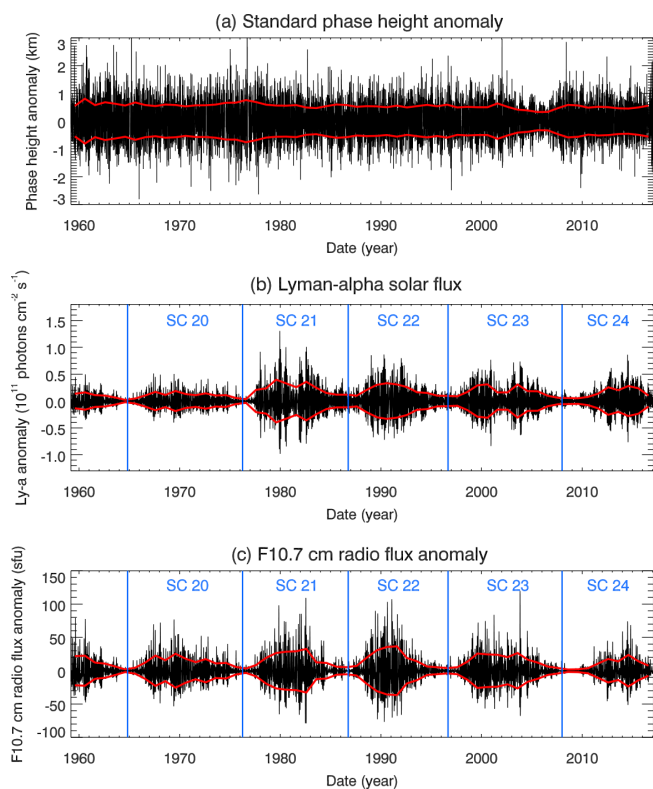 (a) Standard phase height anomaly
Phase height anomaly (km)
3
2
1
0
-1
-2
-3
1960 1970 1980 1990 2000 2010
Date (year)
(b) Lyman-alpha solar flux
Ly-a anomaly (10^11 photons cm^-2 s^-1)
SC 20 SC 21 SC 22 SC 23 SC 24
1.5
1.0
0.5
0.0
-0.5
-1.0
1960 1970 1980 1990 2000 2010
Date (year)
(c) F10.7 cm radio flux anomaly
F10.7 cm radio flux anomaly (sfu)
150
SC 20 SC 21 SC 22 SC 23 SC 24
100
50
0
-50
-100
1960 1970 1980 1990 2000 2010
Date (year)